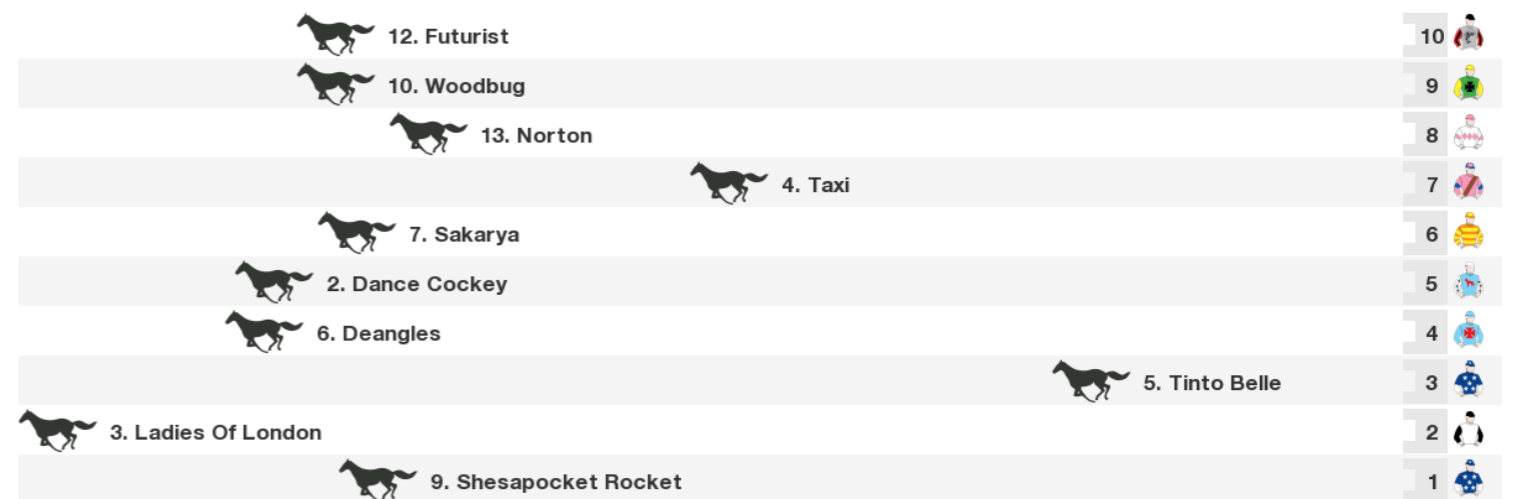 12. Futurist 10
10. Woodbug 9
13. Norton 8
4. Taxi 7
7. Sakarya 6
2. Dance Cockey 5
6. Deangles 4
5. Tinto Belle 3
3. Ladies Of London 2
9. Shesapocket Rocket 1